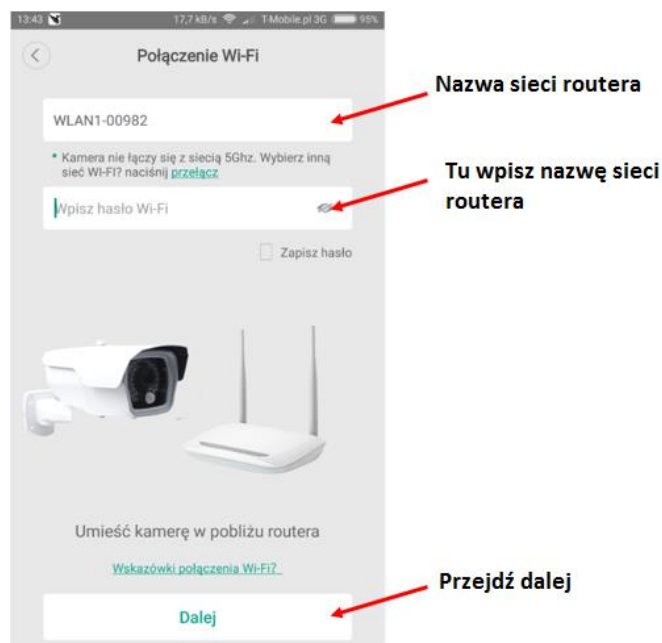 13:43 17,7 kB/s T-Mobile.pl 3G 95%
Połączenie Wi-Fi
Nazwa sieci routera
WLAN1-00982
* Kamera nie łączy się z siecią 5Ghz. Wybierz inną
sieć WI-FI? naciśnij przełącz
Tu wpisz nazwę sieci
routera
Wpisz hasło Wi-Fi
Zapisz hasło
Umieść kamerę w pobliżu routera
Wskazówki połączenia Wi-Fi?
Przejdź dalej
Dalej